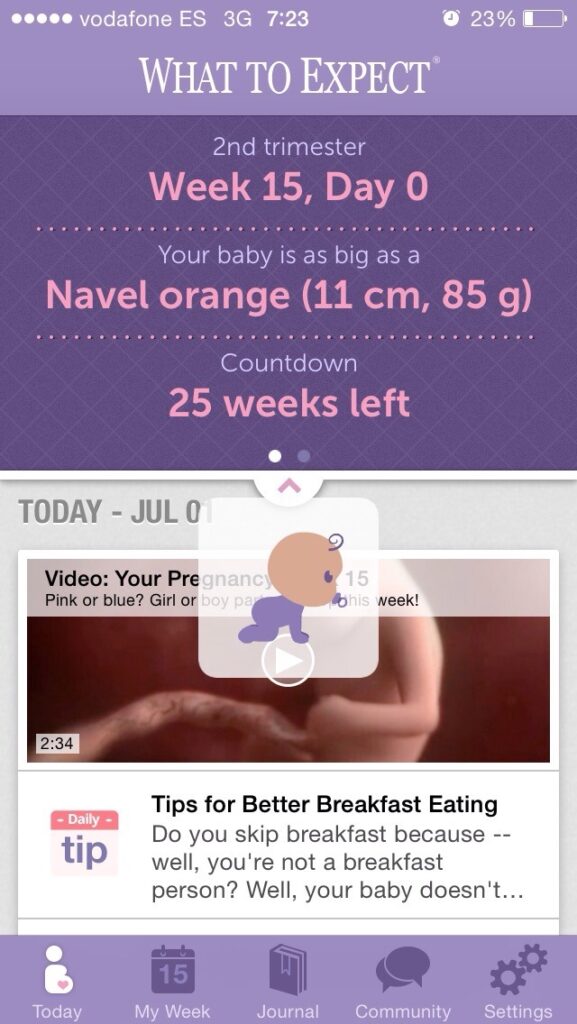 vodafone ES 3G 7:23 23%
WHAT TO EXPECT®
2nd trimester
Week 15, Day 0
Your baby is as big as a
Navel orange (11 cm, 85 g)
Countdown
25 weeks left
TODAY - JUL 01
Video: Your Pregnancy 15
Pink or blue? Girl or boy this week!
2:34
Daily
tip
Tips for Better Breakfast Eating
Do you skip breakfast because --
well, you're not a breakfast
person? Well, your baby doesn't...
15
Today My Week Journal Community Settings